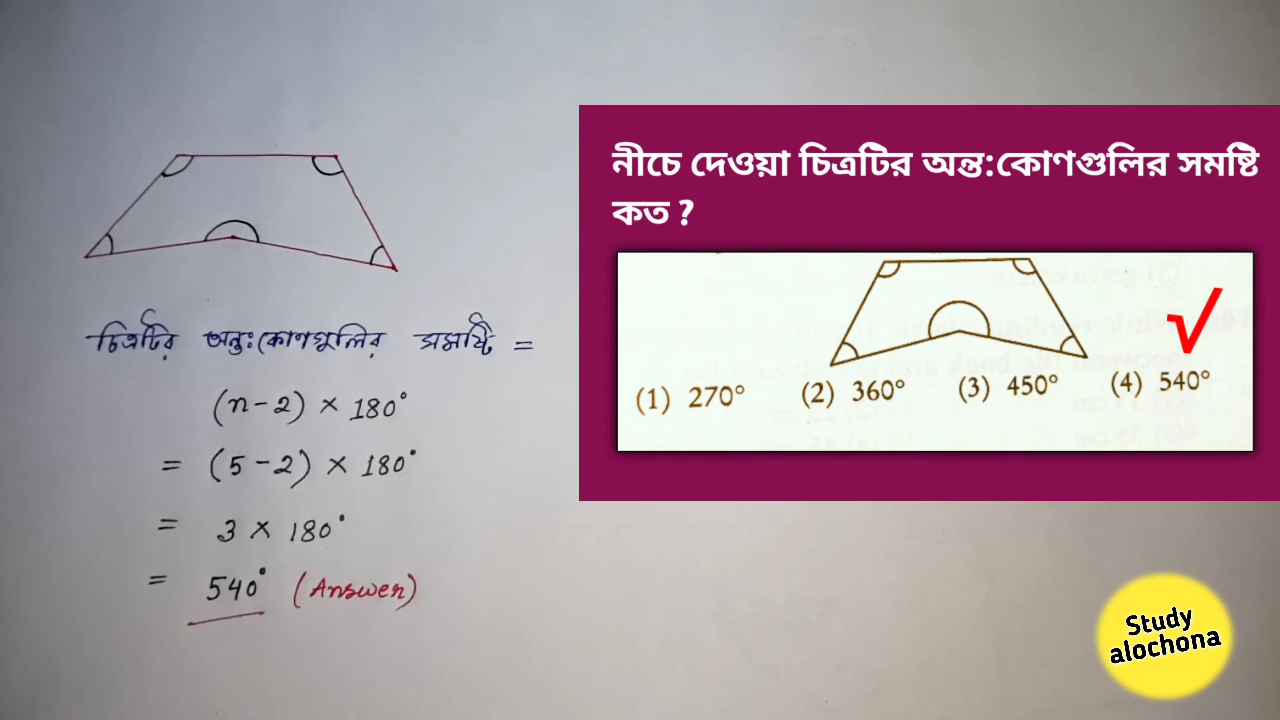 নীচে দেওয়া চিত্রটির অন্ত:কোণগুলির সমষ্টি
কত ?
(1) 270° (2) 360° (3) 450° (4) 540°
চিত্রটির অন্তঃকোণগুলির সমষ্টি =
(n-2) × 180°
= (5-2) × 180°
= 3 × 180°
= 540° (Answer)
Study
alochona